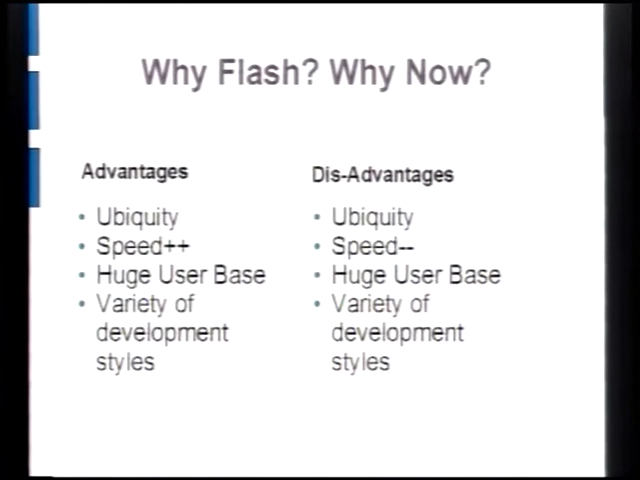 Why Flash? Why Now?
Advantages
• Ubiquity
• Speed++
• Huge User Base
• Variety of
development
styles
Dis-Advantages
• Ubiquity
• Speed--
• Huge User Base
• Variety of
development
styles